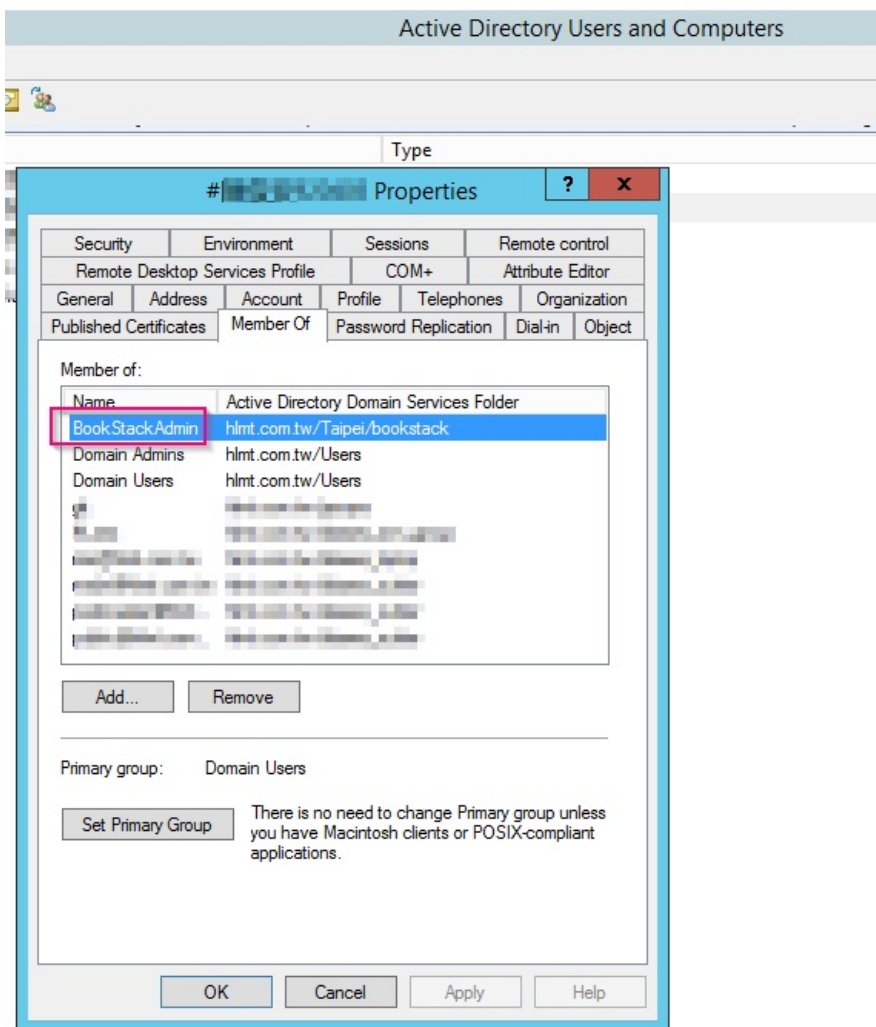 Active Directory Users and Computers
Type
# Properties
? x
Security Environment Sessions Remote control
Remote Desktop Services Profile COM+ Attribute Editor
General Address Account Profile Telephones Organization
Published Certificates Member Of Password Replication Dial-in Object
Member of:
Name Active Directory Domain Services Folder
BookStackAdmin hlmt.com.tw/Taipei/bookstack
Domain Admins hlmt.com.tw/Users
Domain Users hlmt.com.tw/Users
Add... Remove
Primary group: Domain Users
Set Primary Group
There is no need to change Primary group unless
you have Macintosh clients or POSIX-compliant
applications.
OK Cancel Apply Help